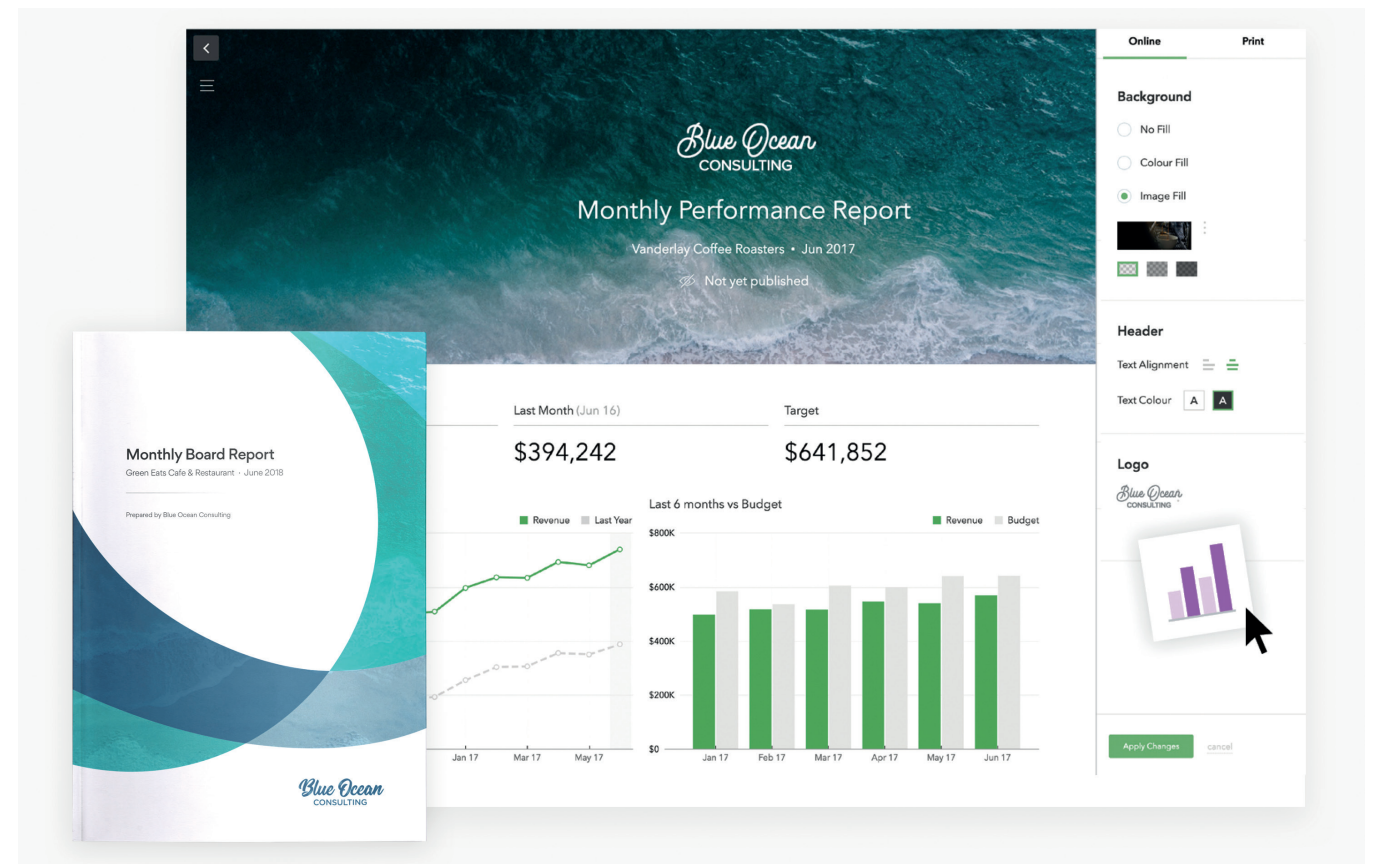 Online Print
Blue Ocean
CONSULTING
Monthly Performance Report
Vanderlay Coffee Roasters • Jun 2017
Not yet published
Background
No Fill
Colour Fill
Image Fill
Header
Text Alignment
Text Colour A A
Logo
Blue Ocean
CONSULTING
Apply Changes cancel
Last Month (Jun 16)
$394,242
Target
$641,852
Revenue Last Year
Jan 17 Mar 17 May 17
Last 6 months vs Budget
Revenue Budget
$800K
$600K
$400K
$200K
$0
Jan 17 Feb 17 Mar 17 Apr 17 May 17 Jun 17
Monthly Board Report
Green Eats Cafe & Restaurant · June 2018
Prepared by Blue Ocean Consulting
Blue Ocean
CONSULTING